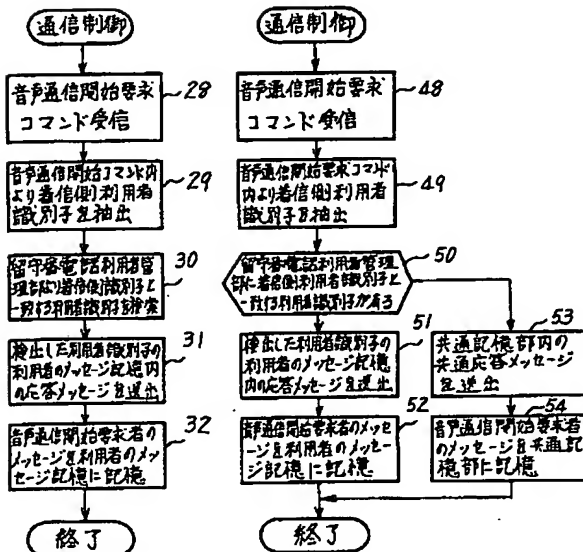 通信制御
音声通信開始要求
コマンド受信
28
音声通信開始コマンド内
より着信側利用者
識別子を抽出
29
留守番電話利用者管
理部より着信側識別子と
一致する利用者識別子を検索
30
検出した利用者識別子の
利用者のメッセージ記憶内
の応答メッセージを送出
31
音声通信開始要求者の
メッセージを利用者のメッ
セージ記憶に記憶
32
終了
通信制御
音声通信開始要求
コマンド受信
48
音声通信開始要求コマンド
内より着信側利用者
識別子を抽出
49
留守番電話利用者管理
部に着信側利用者識別子と
一致する利用者識別子が有る
50
検出した利用者識別子の
利用者のメッセージ記憶
内の応答メッセージを送出
51
音声通信開始要求者のメッセ
ージを利用者のメッセ
ージ記憶に記憶
52
共通記憶部内の
共通応答メッセージ
を送出
53
音声通信開始要求者
のメッセージを共通記
憶部に記憶
54
終了